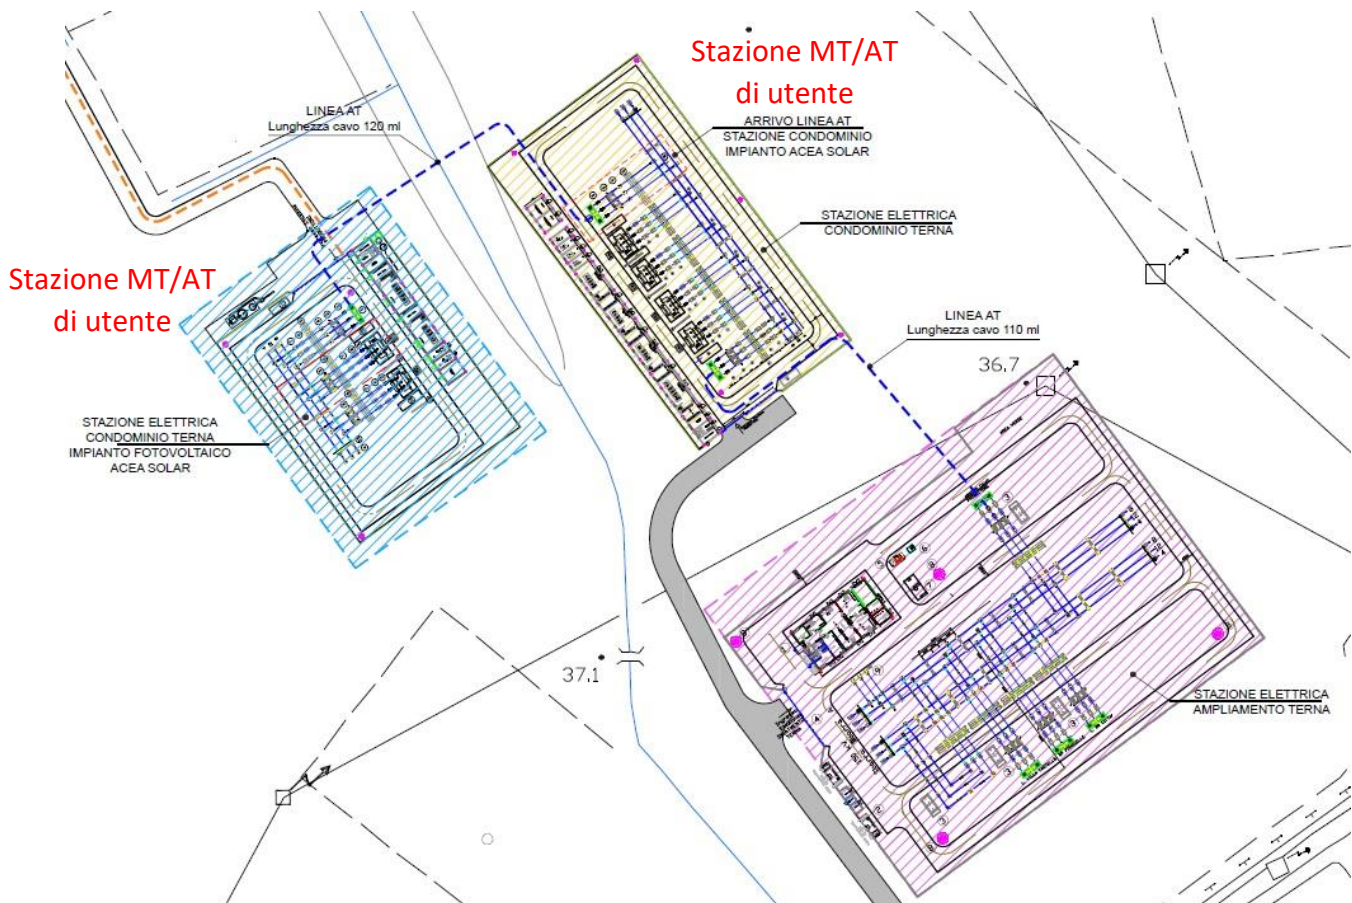 Stazione MT/AT
di utente
LINEA AT
Lunghezza cavo 120 ml
ARRIVO LINEA AT
STAZIONE CONDOMINIO
IMPIANTO ACEA SOLAR
STAZIONE ELETTRICA
CONDOMINIO TERNA
Stazione MT/AT
di utente
LINEA AT
Lunghezza cavo 110 ml
36.7
STAZIONE ELETTRICA
CONDOMINIO TERNA
IMPIANTO FOTOVOLTAICO
ACEA SOLAR
37.1
STAZIONE ELETTRICA
AMPLIAMENTO TERNA